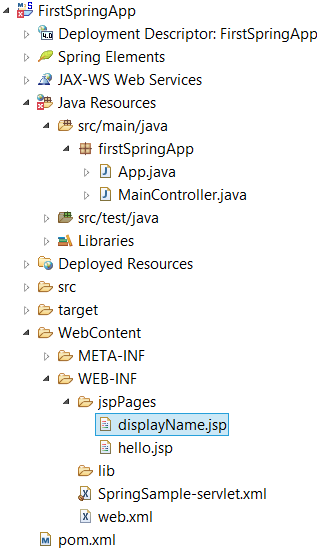 FirstSpringApp
Deployment Descriptor: FirstSpringApp
Spring Elements
JAX-WS Web Services
Java Resources
src/main/java
firstSpringApp
App.java
MainController.java
src/test/java
Libraries
Deployed Resources
src
target
WebContent
META-INF
WEB-INF
jspPages
displayName.jsp
hello.jsp
lib
SpringSample-servlet.xml
web.xml
pom.xml